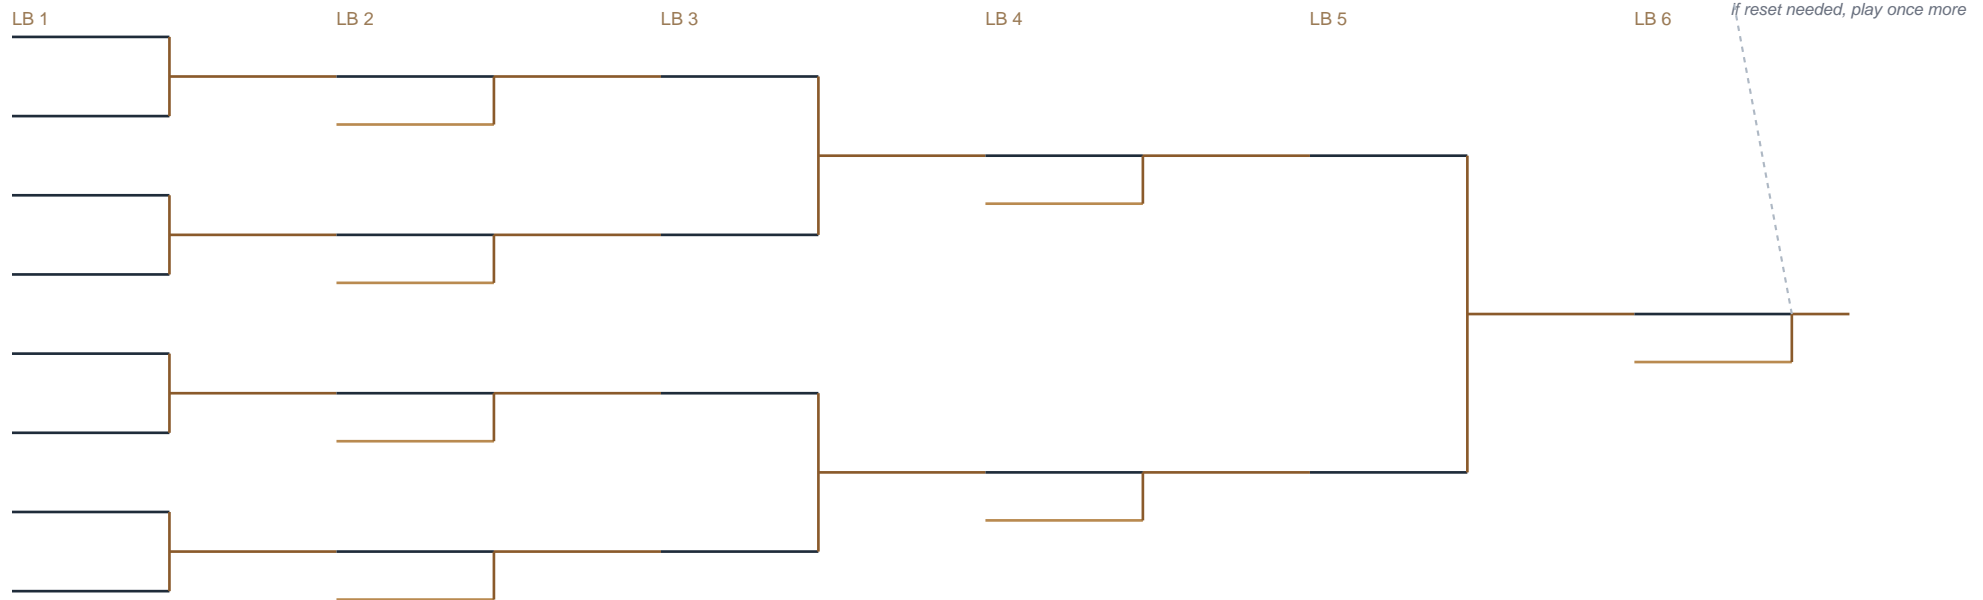 LB 1
LB 2
LB 3
LB 4
LB 5
LB 6
if reset needed, play once more